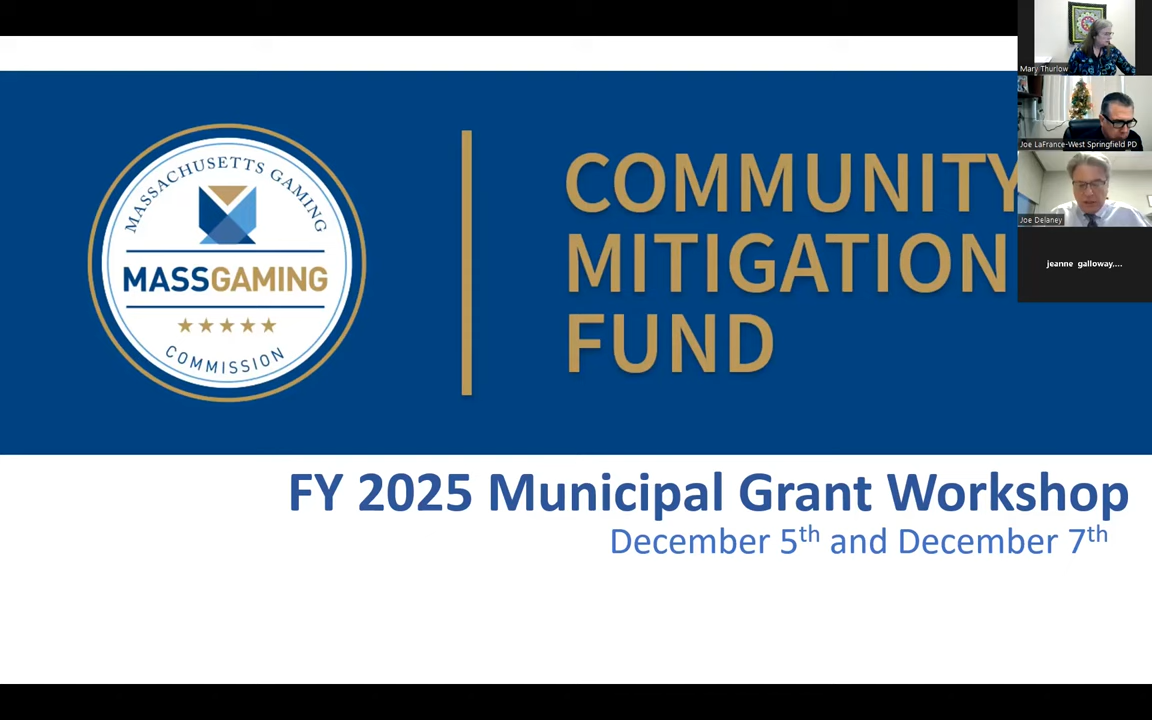 MASSACHUSETTS GAMING
MASSGAMING
COMMISSION
COMMUNITY
MITIGATION
FUND
FY 2025 Municipal Grant Workshop
December 5th and December 7th
Mary Thurlow
Joe LaFrance-West Springfield PD
Joe Delaney
jeanne galloway,...